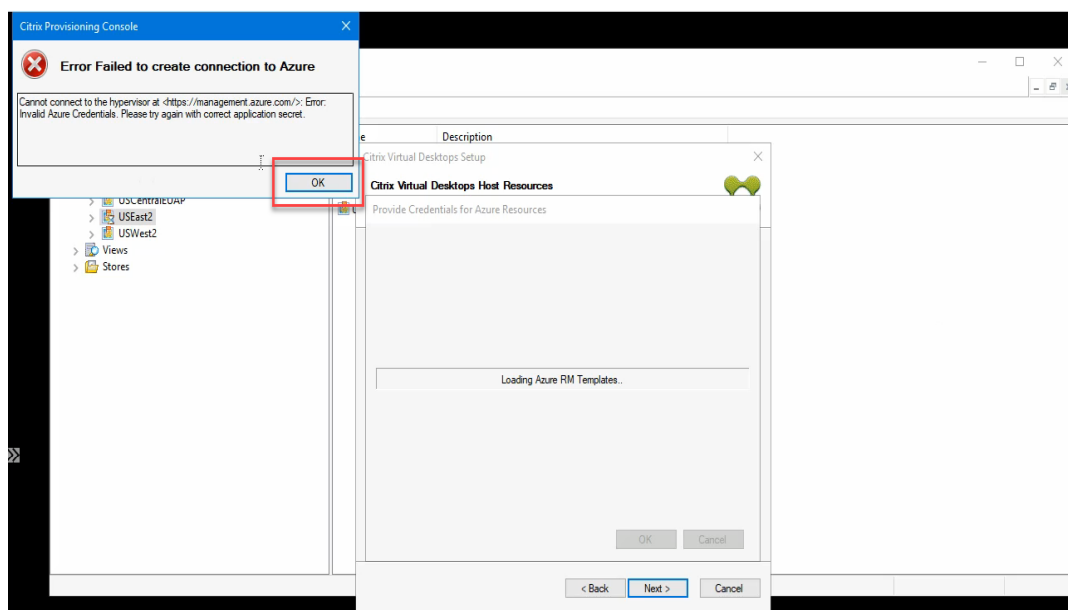 Citrix Provisioning Console
Error Failed to create connection to Azure
Cannot connect to the hypervisor at <https://management.azure.com/>: Error:
Invalid Azure Credentials. Please try again with correct application secret.
OK
e Description
Citrix Virtual Desktops Setup
Citrix Virtual Desktops Host Resources
Provide Credentials for Azure Resources
USCentralEUAP
USEast2
USWest2
Views
Stores
Loading Azure RM Templates..
OK Cancel
< Back Next > Cancel